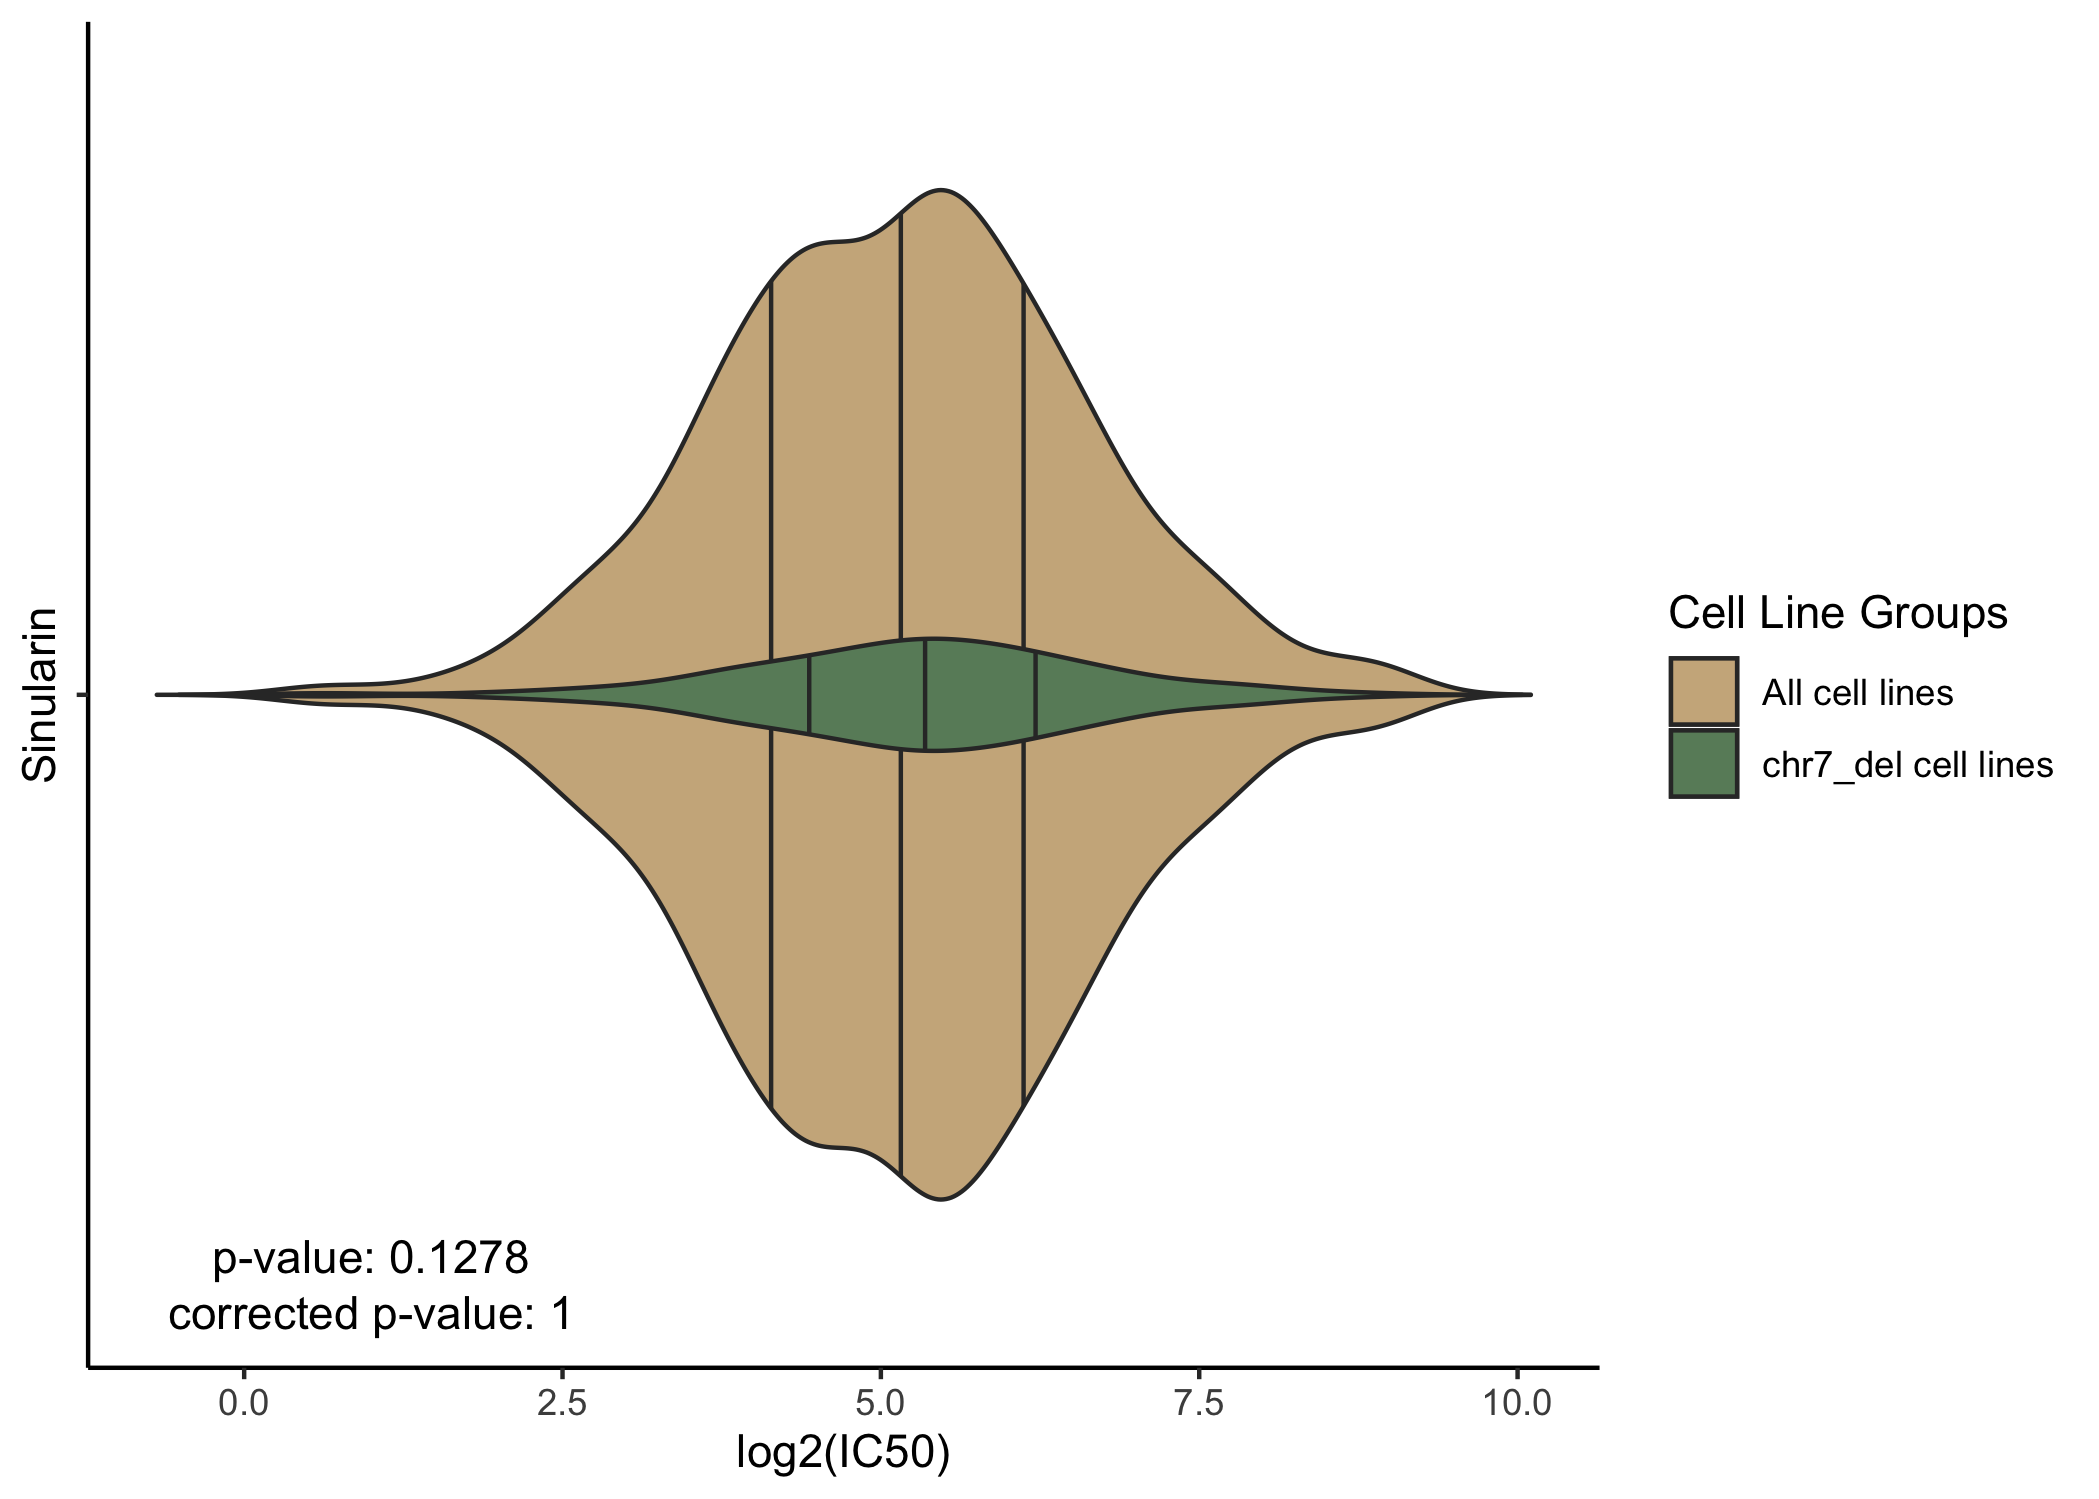 Sinularin
p-value: 0.1278
corrected p-value: 1
0.0 2.5 5.0 7.5 10.0
log2(IC50)
Cell Line Groups
All cell lines
chr7_del cell lines